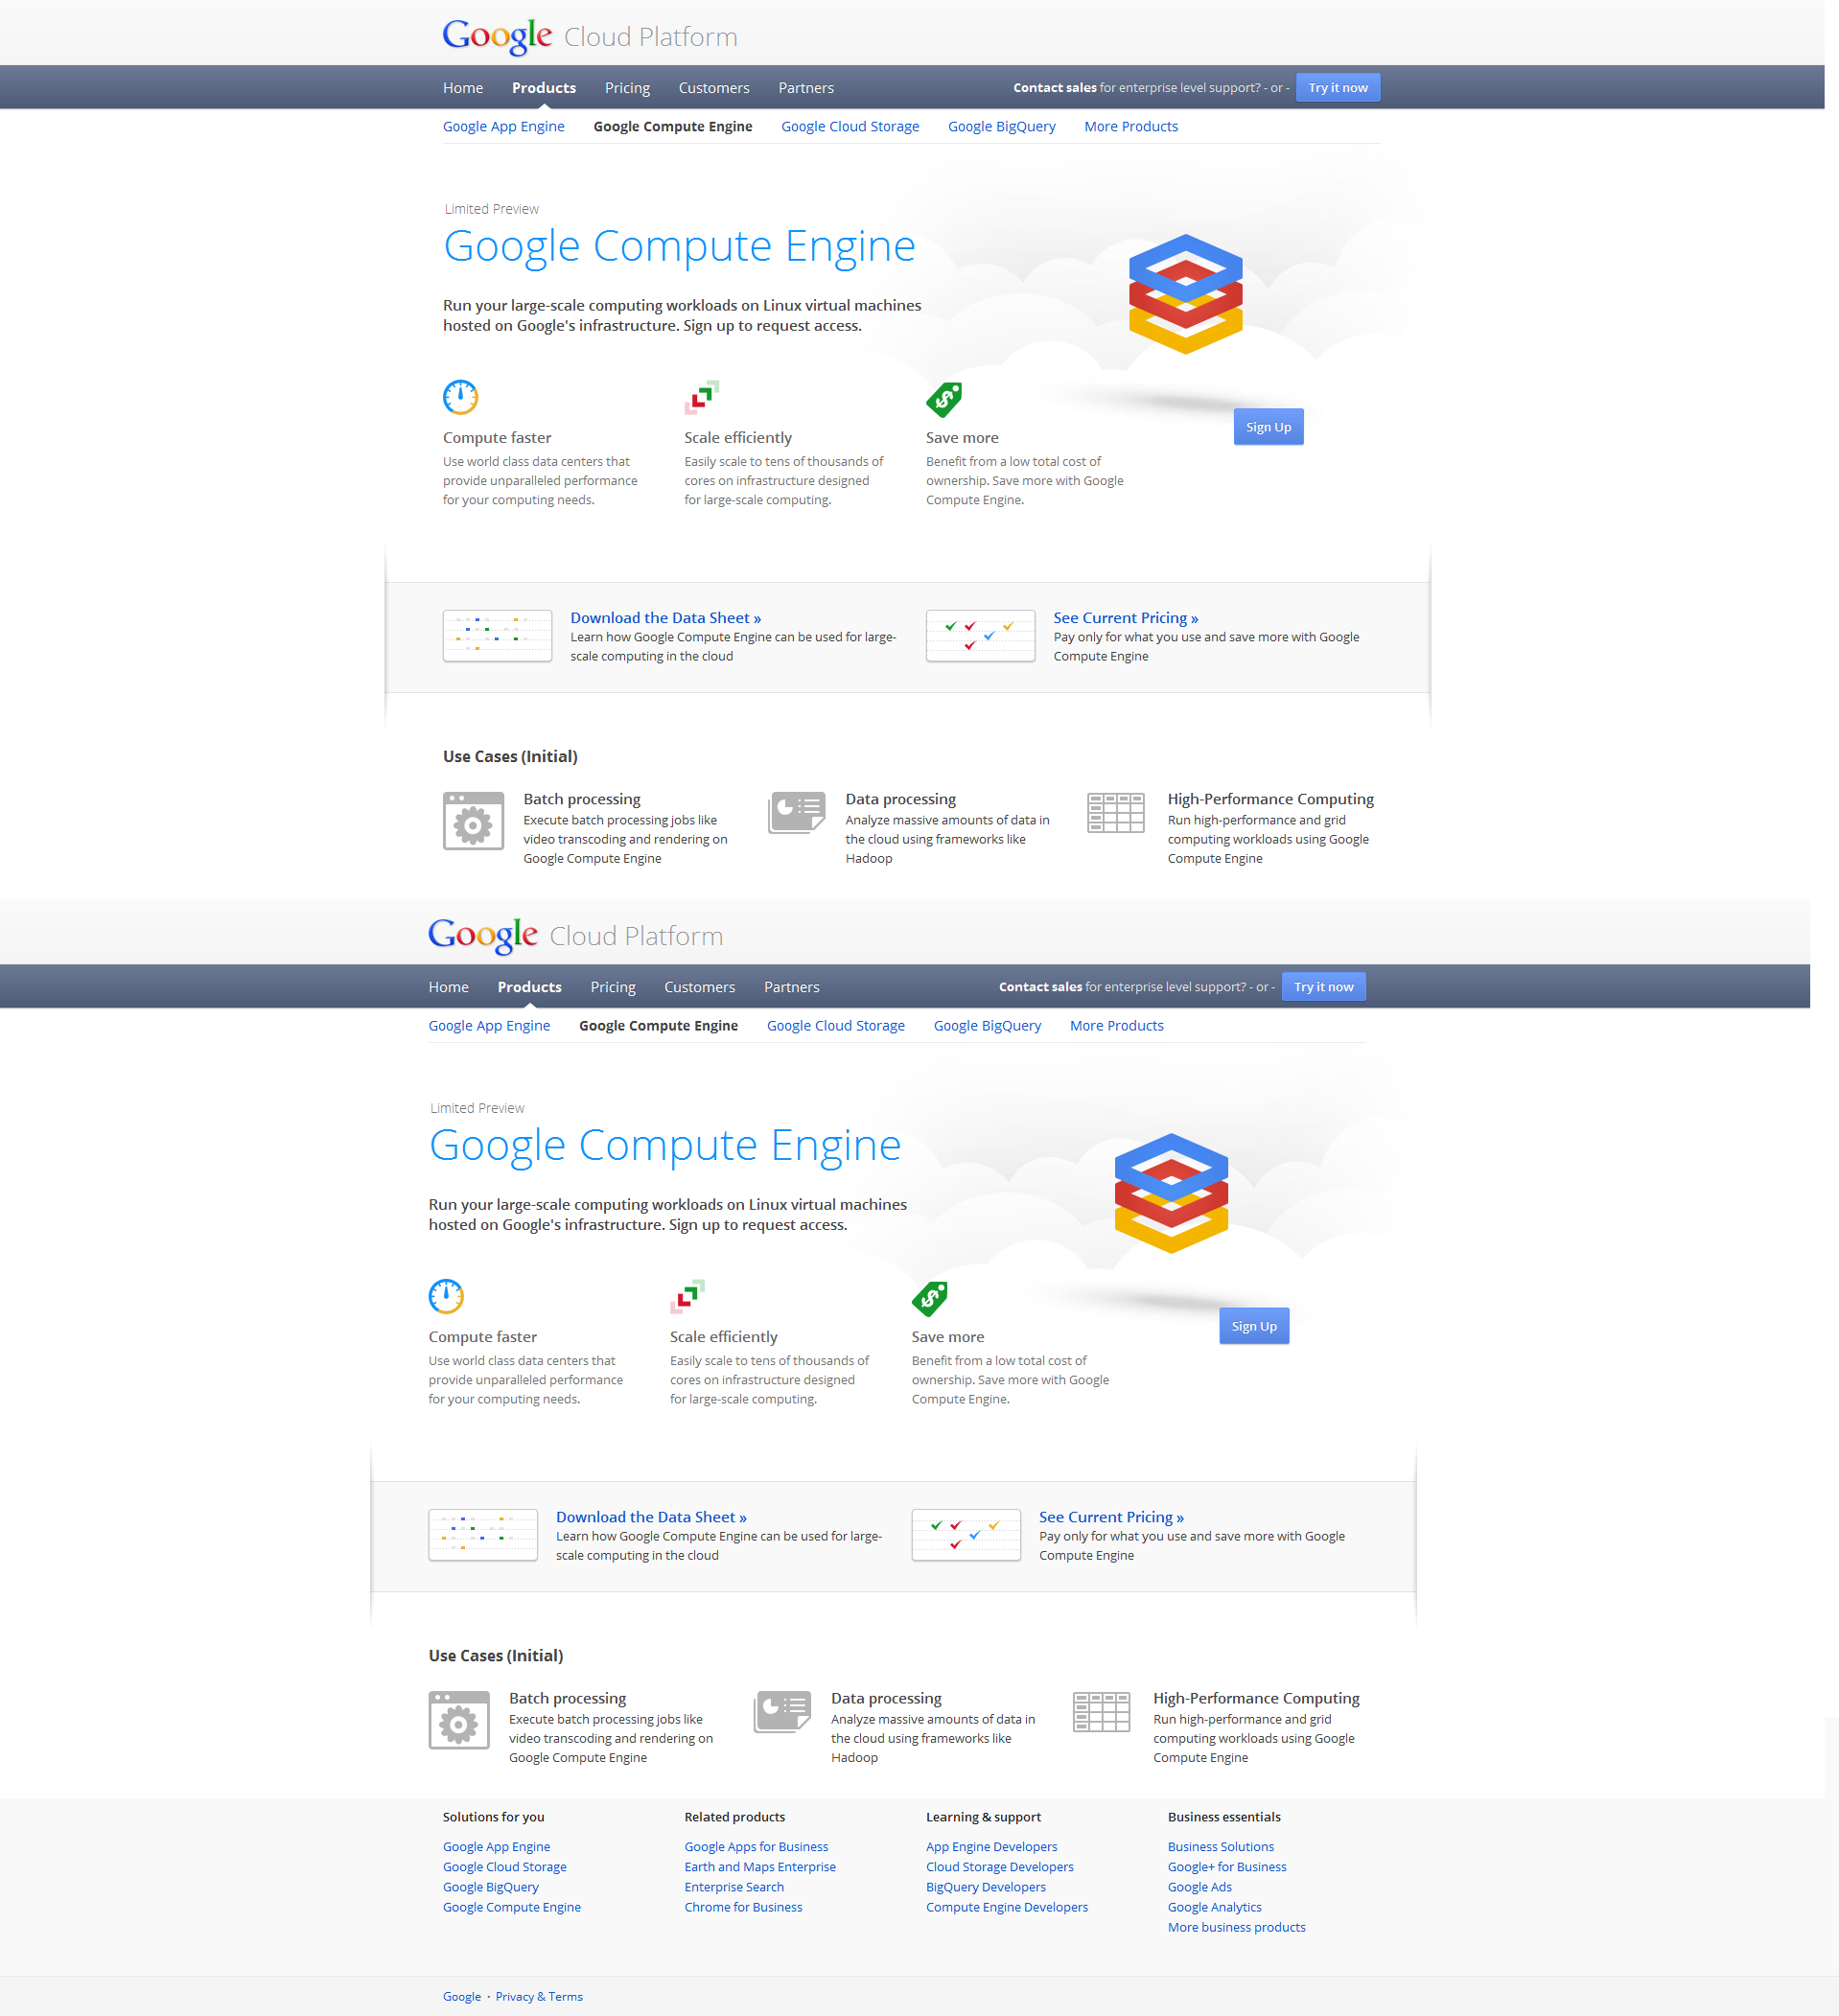 Google Cloud Platform
Home Products Pricing Customers Partners Contact sales for enterprise level support? - or - Try it now
Google App Engine Google Compute Engine Google Cloud Storage Google BigQuery More Products
Limited Preview
Google Compute Engine
Run your large-scale computing workloads on Linux virtual machines
hosted on Google's infrastructure. Sign up to request access.
Sign Up
Compute faster
Use world class data centers that
provide unparalleled performance
for your computing needs.
Scale efficiently
Easily scale to tens of thousands of
cores on infrastructure designed
for large-scale computing.
Save more
Benefit from a low total cost of
ownership. Save more with Google
Compute Engine.
Download the Data Sheet »
Learn how Google Compute Engine can be used for large-
scale computing in the cloud
See Current Pricing »
Pay only for what you use and save more with Google
Compute Engine
Use Cases (Initial)
Batch processing
Execute batch processing jobs like
video transcoding and rendering on
Google Compute Engine
Data processing
Analyze massive amounts of data in
the cloud using frameworks like
Hadoop
High-Performance Computing
Run high-performance and grid
computing workloads using Google
Compute Engine
Google Cloud Platform
Home Products Pricing Customers Partners Contact sales for enterprise level support? - or - Try it now
Google App Engine Google Compute Engine Google Cloud Storage Google BigQuery More Products
Limited Preview
Google Compute Engine
Run your large-scale computing workloads on Linux virtual machines
hosted on Google's infrastructure. Sign up to request access.
Sign Up
Compute faster
Use world class data centers that
provide unparalleled performance
for your computing needs.
Scale efficiently
Easily scale to tens of thousands of
cores on infrastructure designed
for large-scale computing.
Save more
Benefit from a low total cost of
ownership. Save more with Google
Compute Engine.
Download the Data Sheet »
Learn how Google Compute Engine can be used for large-
scale computing in the cloud
See Current Pricing »
Pay only for what you use and save more with Google
Compute Engine
Use Cases (Initial)
Batch processing
Execute batch processing jobs like
video transcoding and rendering on
Google Compute Engine
Data processing
Analyze massive amounts of data in
the cloud using frameworks like
Hadoop
High-Performance Computing
Run high-performance and grid
computing workloads using Google
Compute Engine
Solutions for you
Google App Engine
Google Cloud Storage
Google BigQuery
Google Compute Engine
Related products
Google Apps for Business
Earth and Maps Enterprise
Enterprise Search
Chrome for Business
Learning & support
App Engine Developers
Cloud Storage Developers
BigQuery Developers
Compute Engine Developers
Business essentials
Business Solutions
Google+ for Business
Google Ads
Google Analytics
More business products
Google · Privacy & Terms